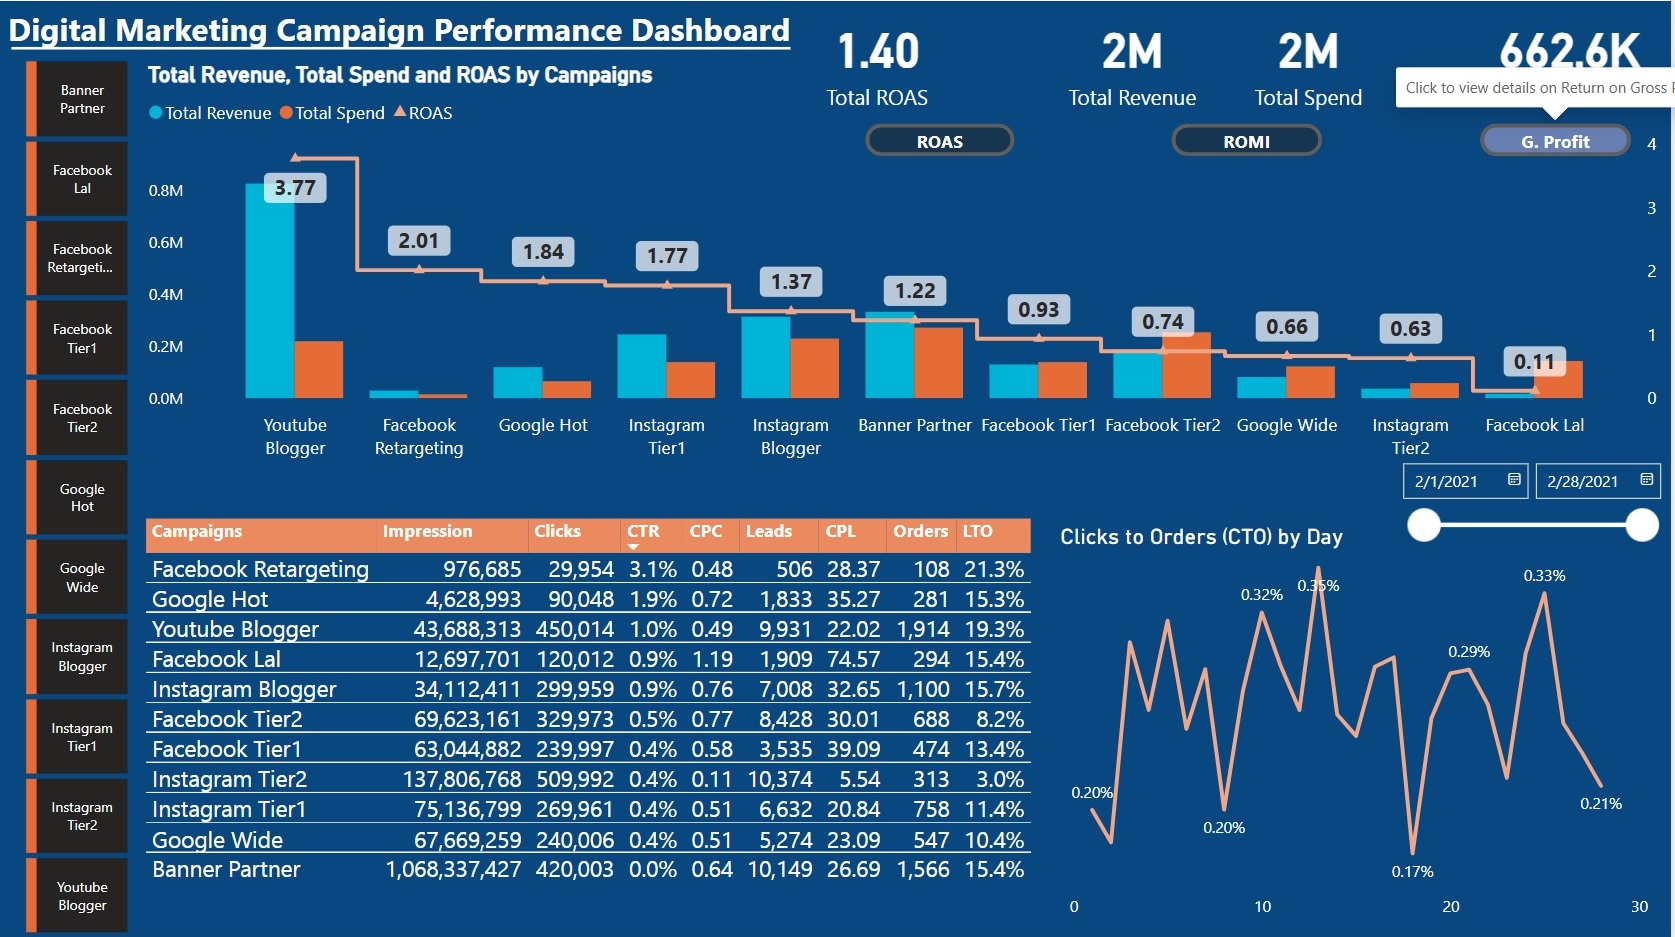 Digital Marketing Campaign Performance Dashboard
1.40
Total ROAS
2M
Total Revenue
2M
Total Spend
662.6K
Click to view details on Return on Gross
ROAS
ROMI
G. Profit
Banner
Partner
Facebook
Lal
Facebook
Retargeti...
Facebook
Tier1
Facebook
Tier2
Google
Hot
Google
Wide
Instagram
Blogger
Instagram
Tier1
Instagram
Tier2
Youtube
Blogger
Total Revenue, Total Spend and ROAS by Campaigns
Total Revenue Total Spend ROAS
0.8M
0.6M
0.4M
0.2M
0.0M
4
3
2
1
0
3.77
2.01
1.84
1.77
1.37
1.22
0.93
0.74
0.66
0.63
0.11
Youtube
Blogger
Facebook
Retargeting
Google Hot
Instagram
Tier1
Instagram
Blogger
Banner Partner
Facebook Tier1
Facebook Tier2
Google Wide
Instagram
Tier2
Facebook Lal
2/1/2021
2/28/2021
Campaigns Impression Clicks CTR CPC Leads CPL Orders LTO
Facebook Retargeting 976,685 29,954 3.1% 0.48 506 28.37 108 21.3%
Google Hot 4,628,993 90,048 1.9% 0.72 1,833 35.27 281 15.3%
Youtube Blogger 43,688,313 450,014 1.0% 0.49 9,931 22.02 1,914 19.3%
Facebook Lal 12,697,701 120,012 0.9% 1.19 1,909 74.57 294 15.4%
Instagram Blogger 34,112,411 299,959 0.9% 0.76 7,008 32.65 1,100 15.7%
Facebook Tier2 69,623,161 329,973 0.5% 0.77 8,428 30.01 688 8.2%
Facebook Tier1 63,044,882 239,997 0.4% 0.58 3,535 39.09 474 13.4%
Instagram Tier2 137,806,768 509,992 0.4% 0.11 10,374 5.54 313 3.0%
Instagram Tier1 75,136,799 269,961 0.4% 0.51 6,632 20.84 758 11.4%
Google Wide 67,669,259 240,006 0.4% 0.51 5,274 23.09 547 10.4%
Banner Partner 1,068,337,427 420,003 0.0% 0.64 10,149 26.69 1,566 15.4%
Clicks to Orders (CTO) by Day
0.20%
0.20%
0.32%
0.35%
0.17%
0.29%
0.33%
0.21%
0
10
20
30